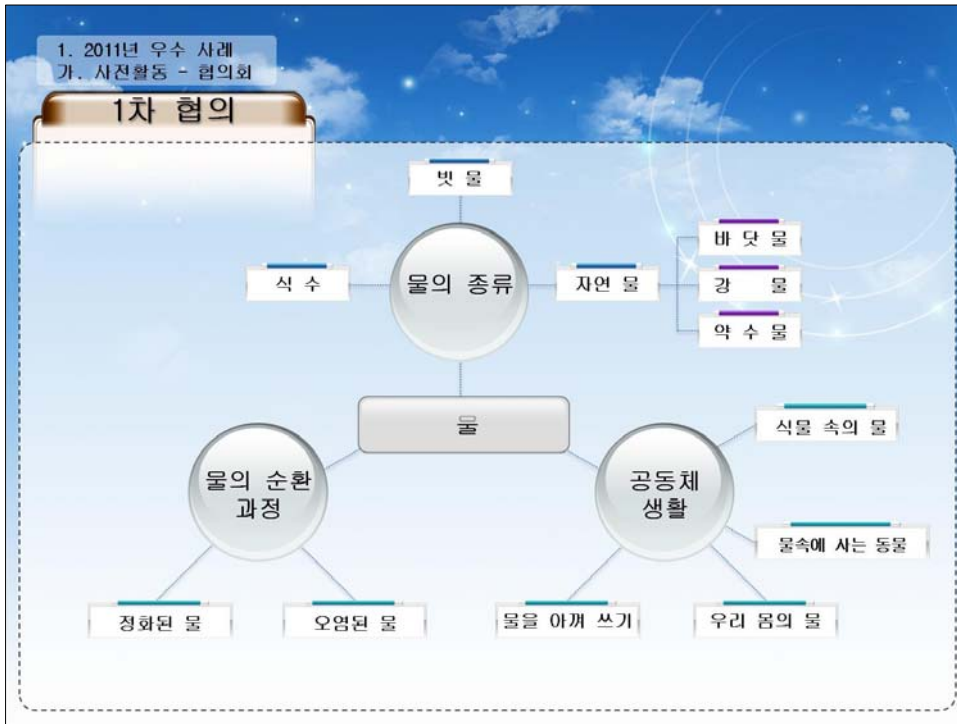 1. 2011년 우수 사례
가. 사전활동 - 협의회
1차 협의
빗 물
식 수
물의 종류
자연 물
바 닷 물
강 물
약 수 물
물
물의 순환
과정
공동체
생활
식물 속의 물
물속에 사는 동물
정화된 물
오염된 물
물을 아껴 쓰기
우리 몸의 물